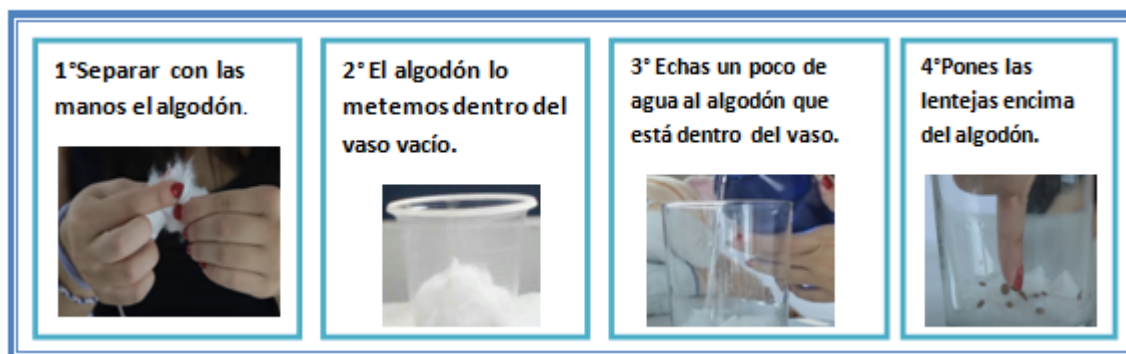 1°Separar con las
manos el algodón.
2° El algodón lo
metemos dentro del
vaso vacío.
3° Echas un poco de
agua al algodón que
está dentro del vaso.
4°Pones las
lentejas encima
del algodón.